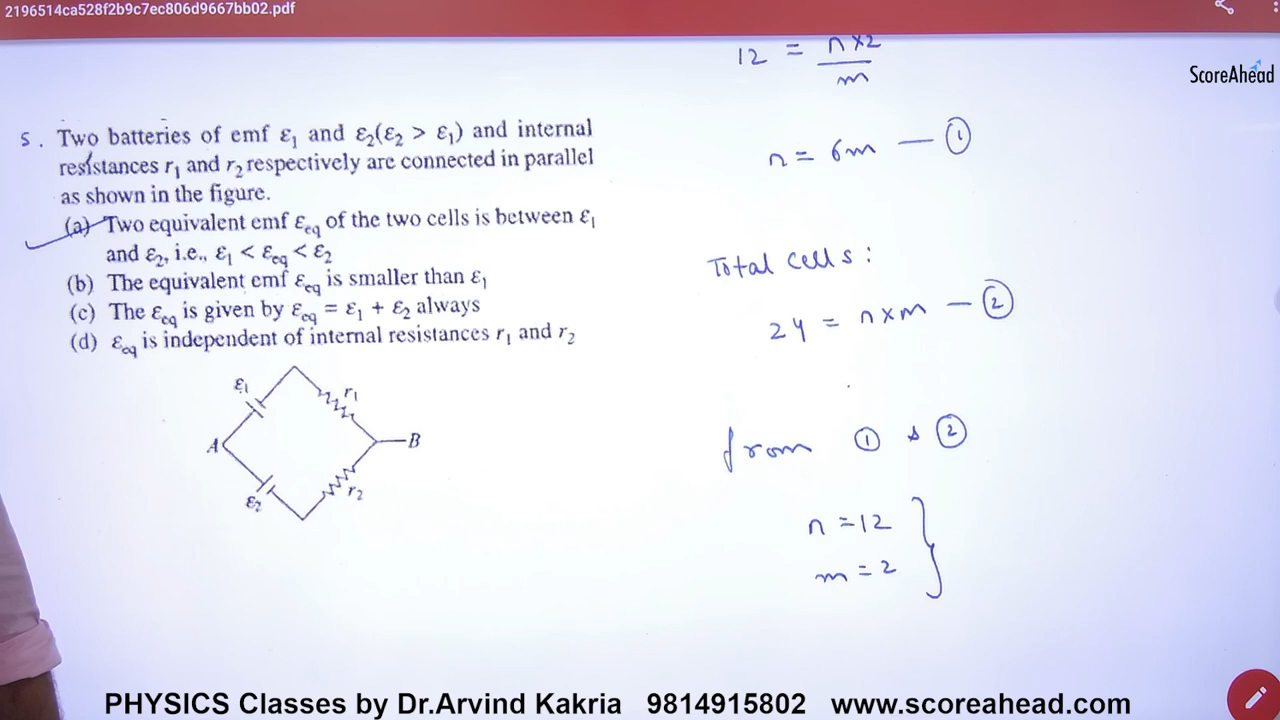 2196514ca528f2b9c7ec806d9667bb02.pdf
ScoreAhead
5. Two batteries of emf ε₁ and ε₂(ε₂ > ε₁) and internal
resistances r₁ and r₂ respectively are connected in parallel
as shown in the figure.
(a) Two equivalent emf εeq of the two cells is between ε₁
and ε₂, i.e., ε₁ < εeq < ε₂
(b) The equivalent emf εeq is smaller than ε₁
(c) The εeq is given by εeq = ε₁ + ε₂ always
(d) εeq is independent of internal resistances r₁ and r₂
ε₁
r₁
A
B
ε₂
r₂
12 = n×2
m
n = 6m — ①
Total cells:
24 = n×m — ②
from ① & ②
n = 12
m = 2
PHYSICS Classes by Dr.Arvind Kakria 9814915802 www.scoreahead.com